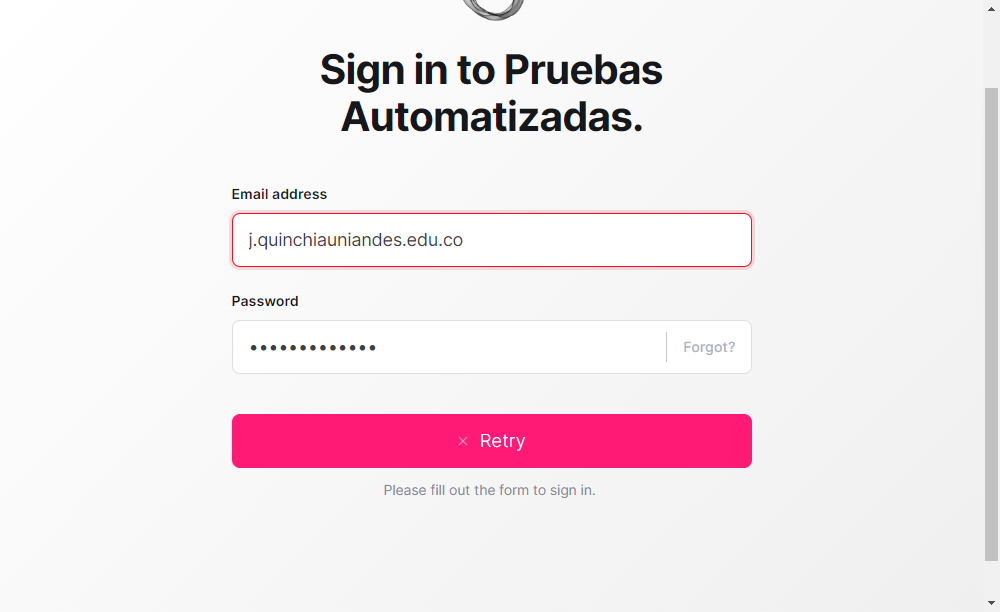 Sign in to Pruebas
Automatizadas.
Email address
j.quinchiauniandes.edu.co
Password
•••••••••••••
Forgot?
× Retry
Please fill out the form to sign in.